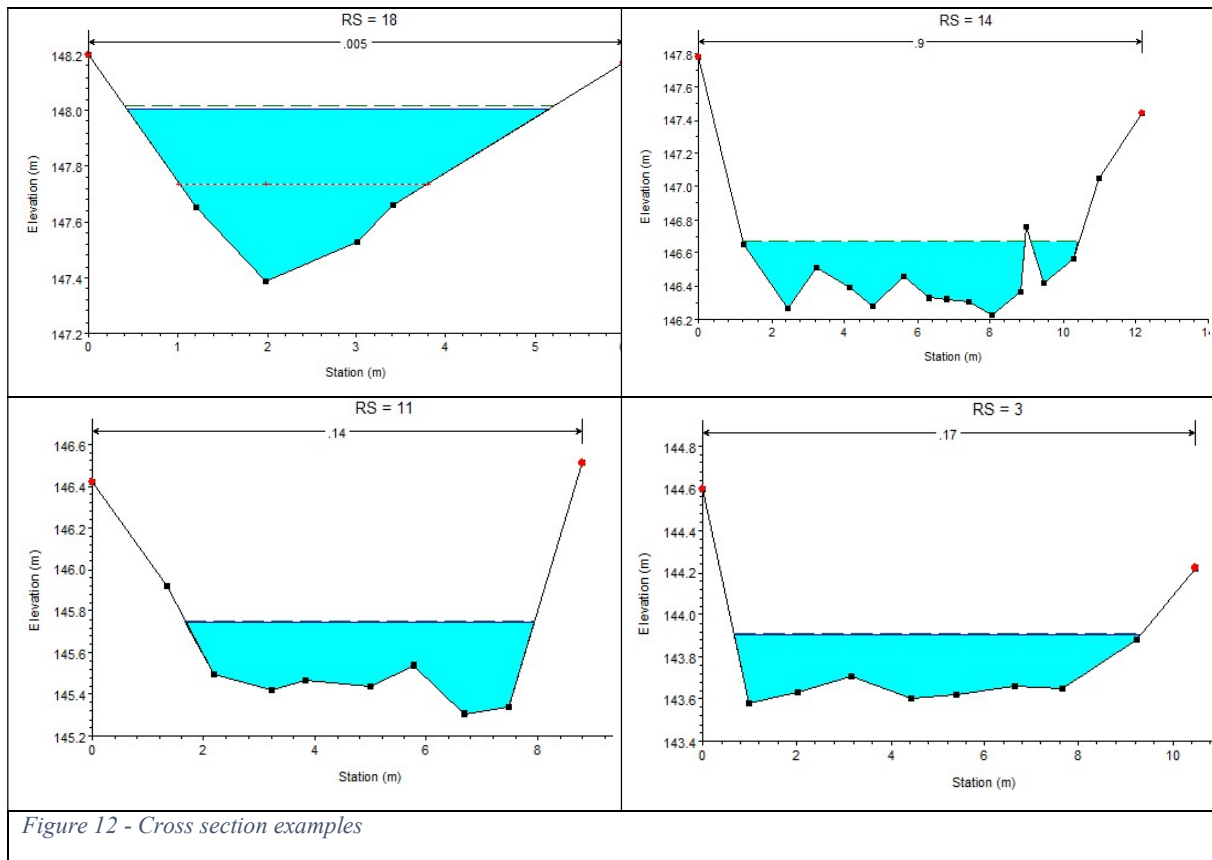 RS = 18
.005
148.2
148.0
147.8
147.6
147.4
147.2
0 1 2 3 4 5
Elevation (m)
Station (m)
RS = 14
.9
147.8
147.6
147.4
147.2
147.0
146.8
146.6
146.4
146.2
0 2 4 6 8 10 12 14
Elevation (m)
Station (m)
RS = 11
.14
146.6
146.4
146.2
146.0
145.8
145.6
145.4
145.2
0 2 4 6 8
Elevation (m)
Station (m)
RS = 3
.17
144.8
144.6
144.4
144.2
144.0
143.8
143.6
143.4
0 2 4 6 8 10
Elevation (m)
Station (m)
Figure 12 - Cross section examples